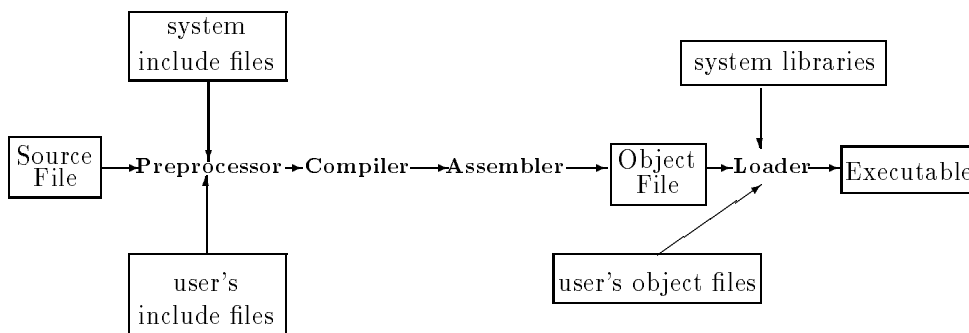 system
include files
system libraries
Source
File
Preprocessor
Compiler
Assembler
Object
File
Loader
Executable
user's
include files
user's object files